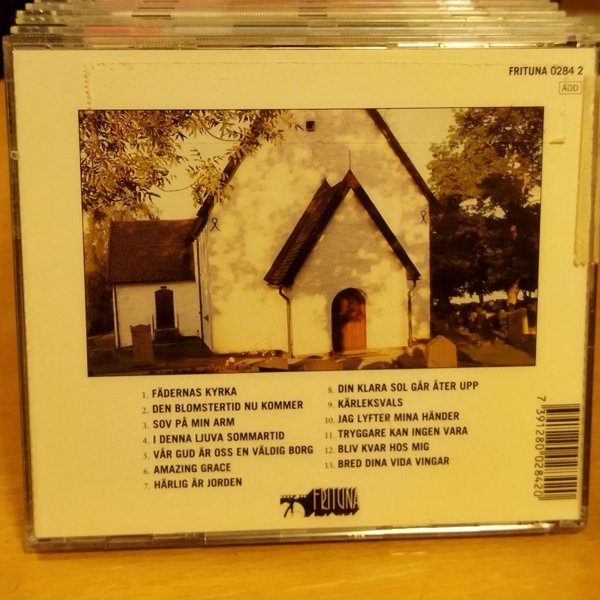 FRITUNA 0284 2
ADD
1. FÄDERNAS KYRKA
2. DEN BLOMSTERTID NU KOMMER
3. SOV PÅ MIN ARM
4. I DENNA LJUVA SOMMARTID
5. VÅR GUD ÄR OSS EN VÄLDIG BORG
6. AMAZING GRACE
7. HÄRLIG ÄR JORDEN
8. DIN KLARA SOL GÅR ÅTER UPP
9. KÄRLEKSVALS
10. JAG LYFTER MINA HÄNDER
11. TRYGGARE KAN INGEN VARA
12. BLIV KVAR HOS MIG
13. BRED DINA VIDA VINGAR
7 391280 028420
FRITUNA